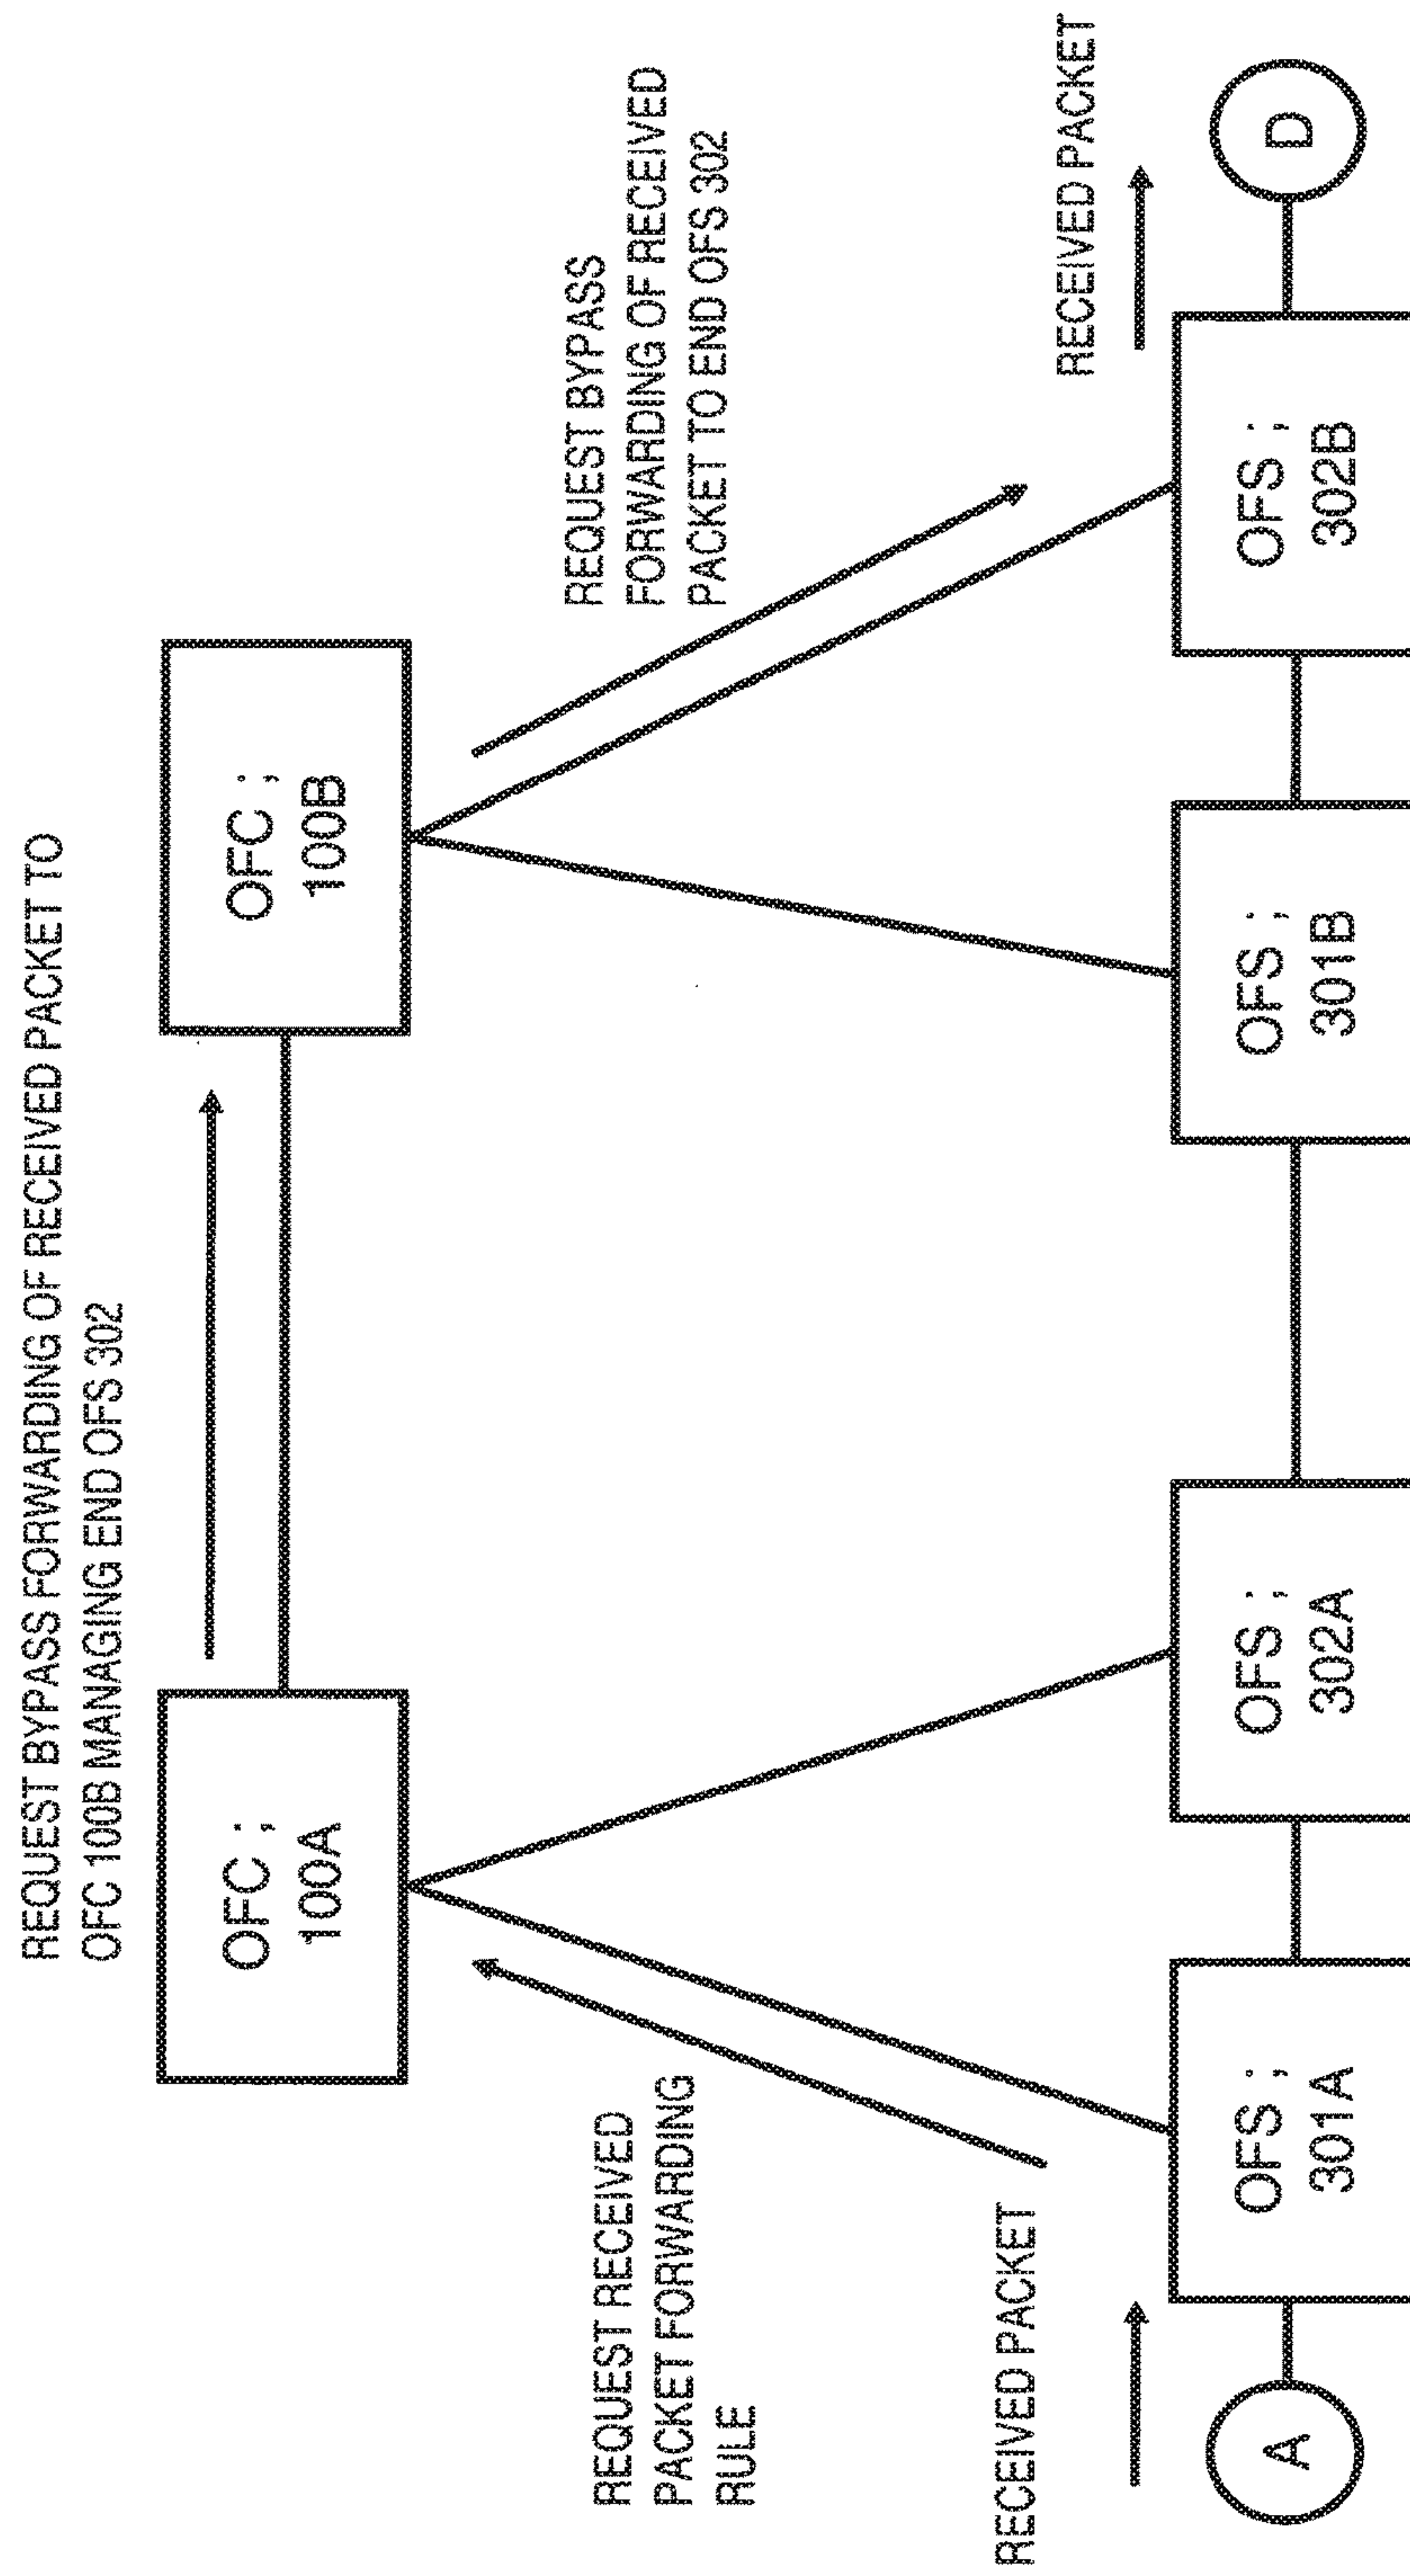 REQUEST BYPASS FORWARDING OF RECEIVED PACKET TO
OFC 100B MANAGING END OFS 302
OFC ;
100A
OFC ;
100B
REQUEST RECEIVED
PACKET FORWARDING
RULE
REQUEST BYPASS
FORWARDING OF RECEIVED
PACKET TO END OFS 302
RECEIVED PACKET
RECEIVED PACKET
A
OFS ;
301A
OFS ;
302A
OFS ;
301B
OFS ;
302B
D